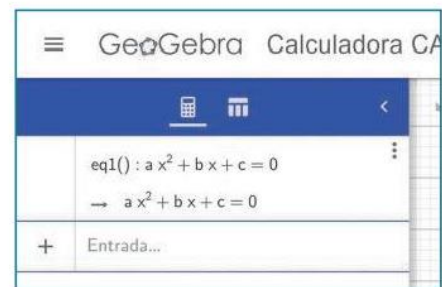 GeoGebra Calculadora CA
eq1() : a x² + b x + c = 0
→ a x² + b x + c = 0
+ Entrada...